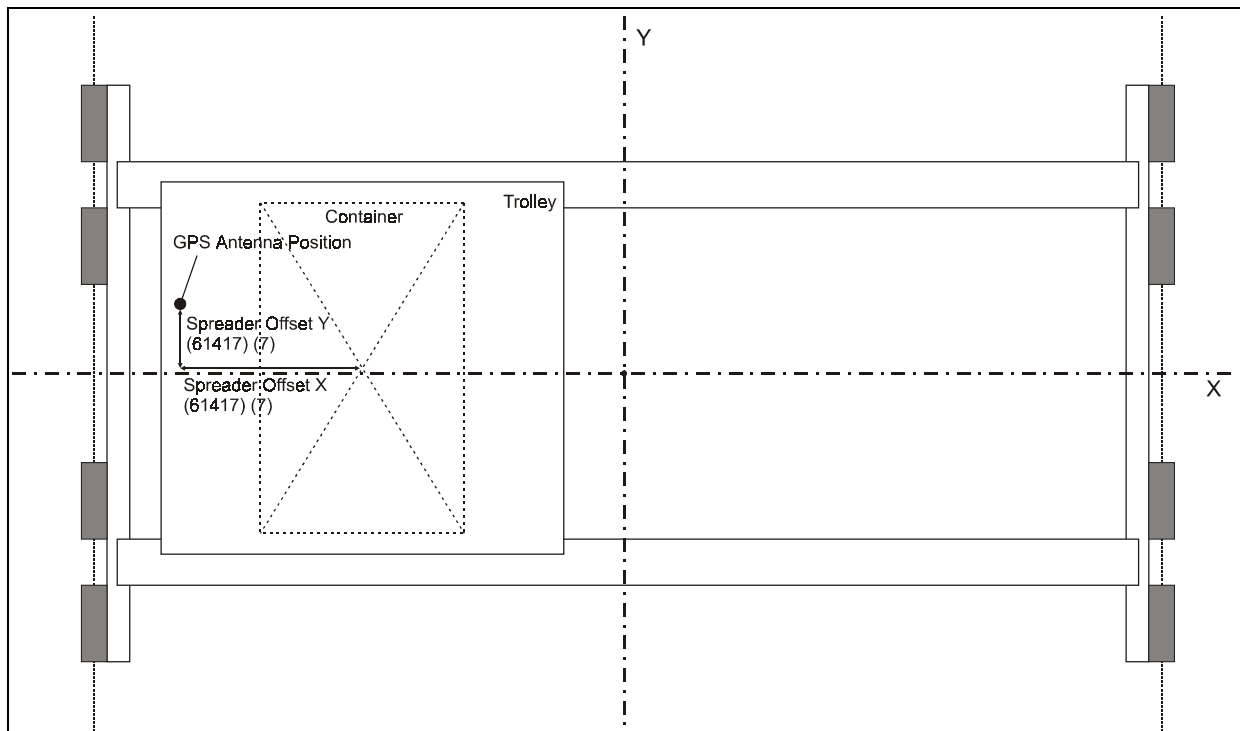 Y
Trolley
Container
GPS Antenna Position
Spreader Offset Y
(61417) (7)
Spreader Offset X
(61417) (7)
X